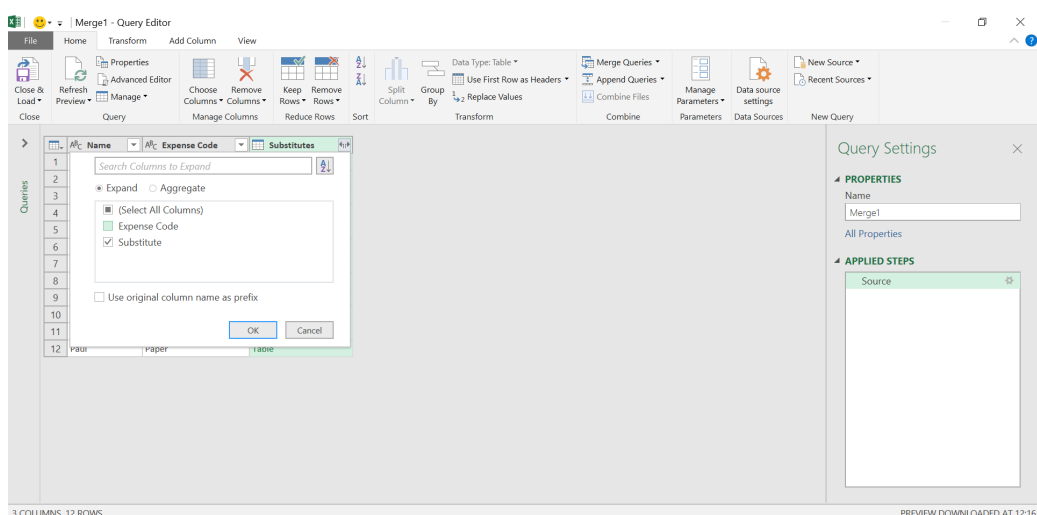 Merge1 - Query Editor
File Home Transform Add Column View
Close & Load
Refresh Preview
Properties
Advanced Editor
Manage
Choose Columns
Remove Columns
Keep Rows
Remove Rows
Split Column
Group By
Data Type: Table
Use First Row as Headers
1 2 Replace Values
Merge Queries
Append Queries
Combine Files
Manage Parameters
Data source settings
New Source
Recent Sources
Close Query Manage Columns Reduce Rows Sort Transform Combine Parameters Data Sources New Query
Queries
ABC Name ABC Expense Code Substitutes
1
2
3
4
5
6
7
8
9
10
11
12 Paul Paper Table
Search Columns to Expand
Expand Aggregate
(Select All Columns)
Expense Code
Substitute
Use original column name as prefix
OK Cancel
Query Settings
PROPERTIES
Name
Merge1
All Properties
APPLIED STEPS
Source
3 COLUMNS, 12 ROWS
PREVIEW DOWNLOADED AT 12:16